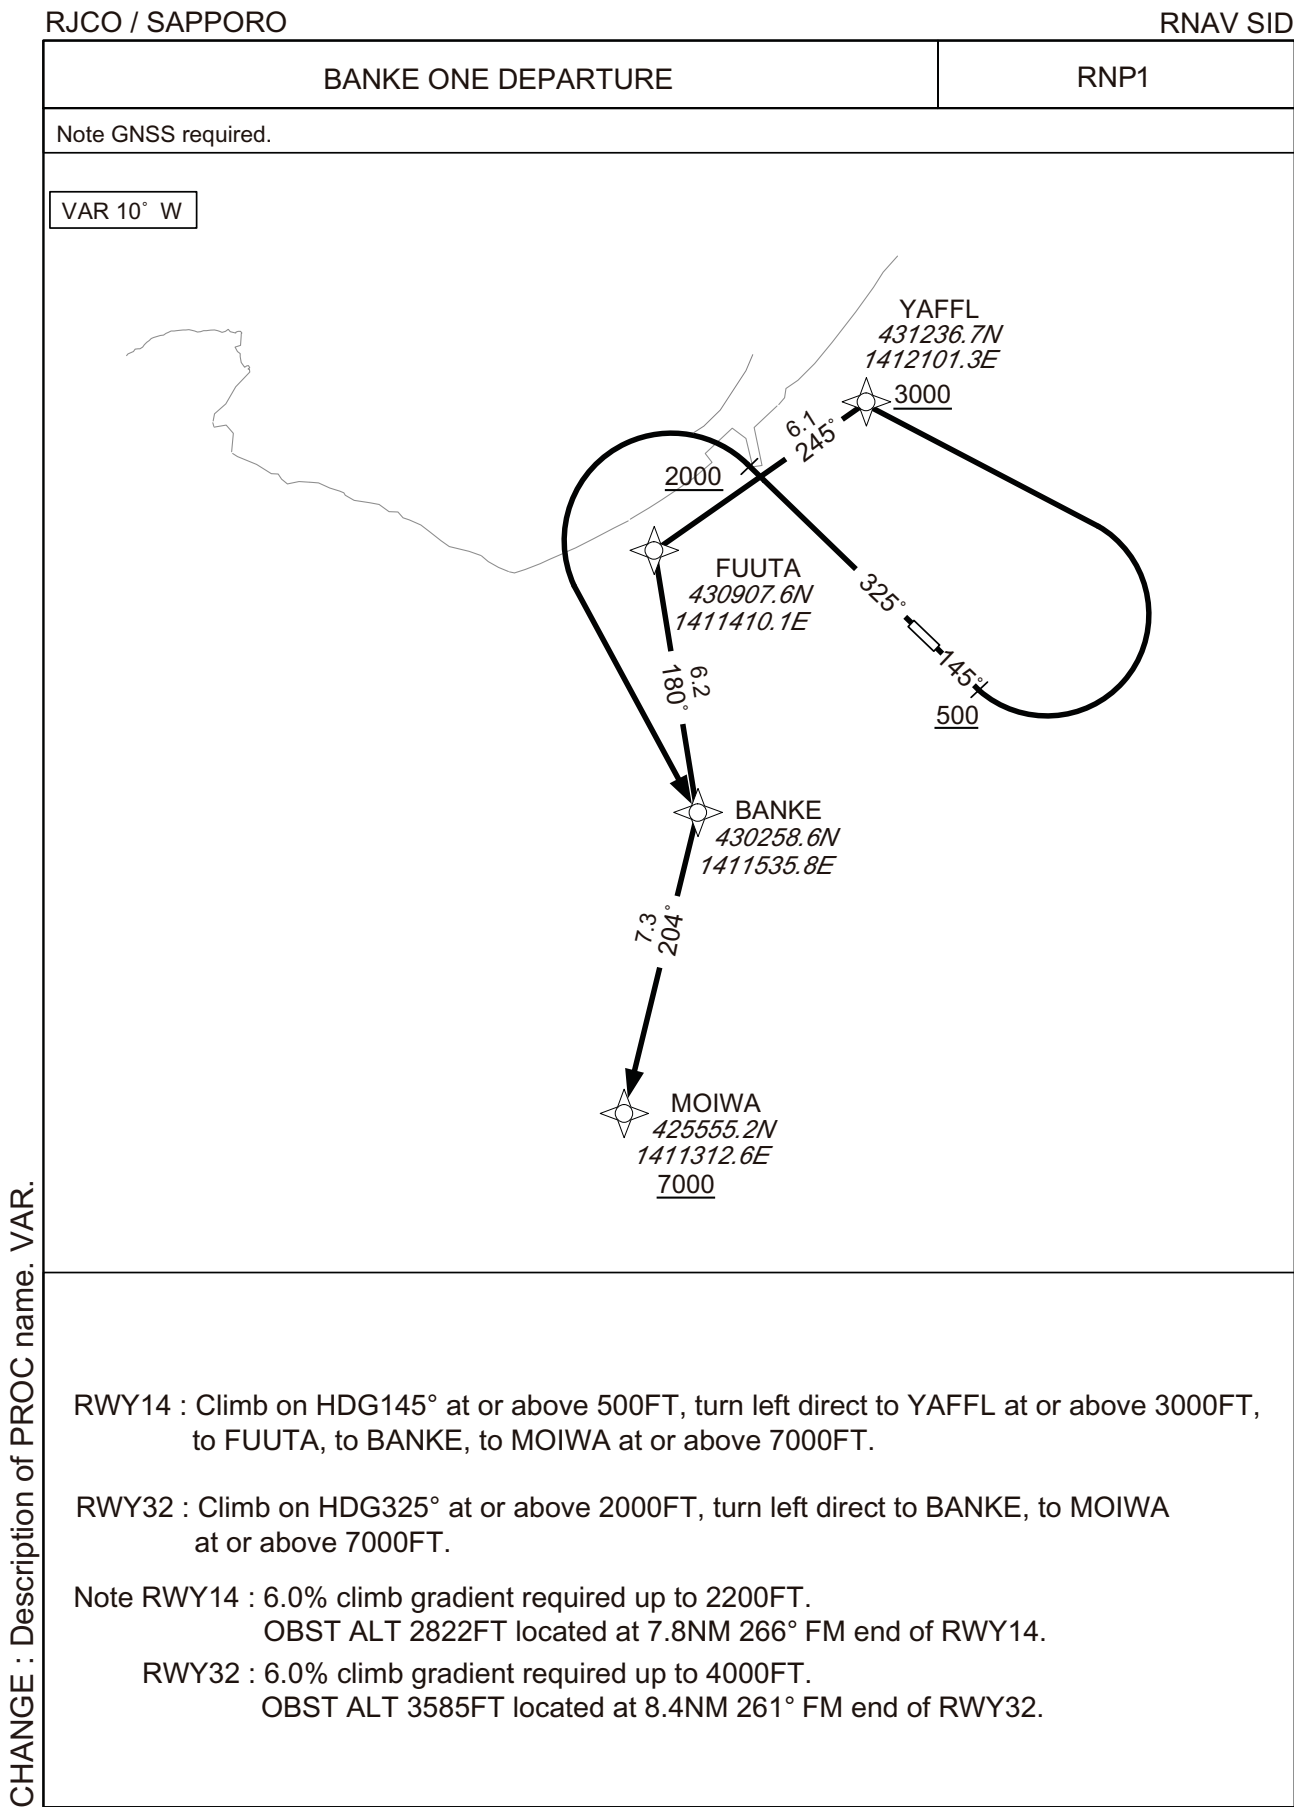 RJCO / SAPPORO
RNAV SID
BANKE ONE DEPARTURE
RNP1
Note GNSS required.
VAR 10° W
YAFFL
431236.7N
1412101.3E
3000
6.1
245°
2000
FUUTA
430907.6N
1411410.1E
325°
145°
500
6.2
180°
BANKE
430258.6N
1411535.8E
7.3
204°
MOIWA
425555.2N
1411312.6E
7000
RWY14 : Climb on HDG145° at or above 500FT, turn left direct to YAFFL at or above 3000FT,
to FUUTA, to BANKE, to MOIWA at or above 7000FT.
RWY32 : Climb on HDG325° at or above 2000FT, turn left direct to BANKE, to MOIWA
at or above 7000FT.
Note RWY14 : 6.0% climb gradient required up to 2200FT.
OBST ALT 2822FT located at 7.8NM 266° FM end of RWY14.
RWY32 : 6.0% climb gradient required up to 4000FT.
OBST ALT 3585FT located at 8.4NM 261° FM end of RWY32.
CHANGE : Description of PROC name. VAR.